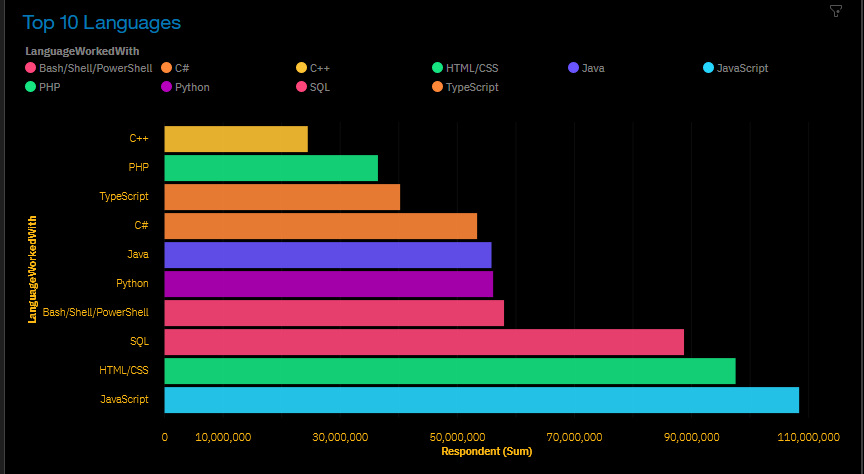 Top 10 Languages
LanguageWorkedWith
Bash/Shell/PowerShell C# C++ HTML/CSS Java JavaScript
PHP Python SQL TypeScript
C++
PHP
TypeScript
C#
Java
Python
Bash/Shell/PowerShell
SQL
HTML/CSS
JavaScript
LanguageWorkedWith
0 10,000,000 30,000,000 50,000,000 70,000,000 90,000,000 110,000,000
Respondent (Sum)